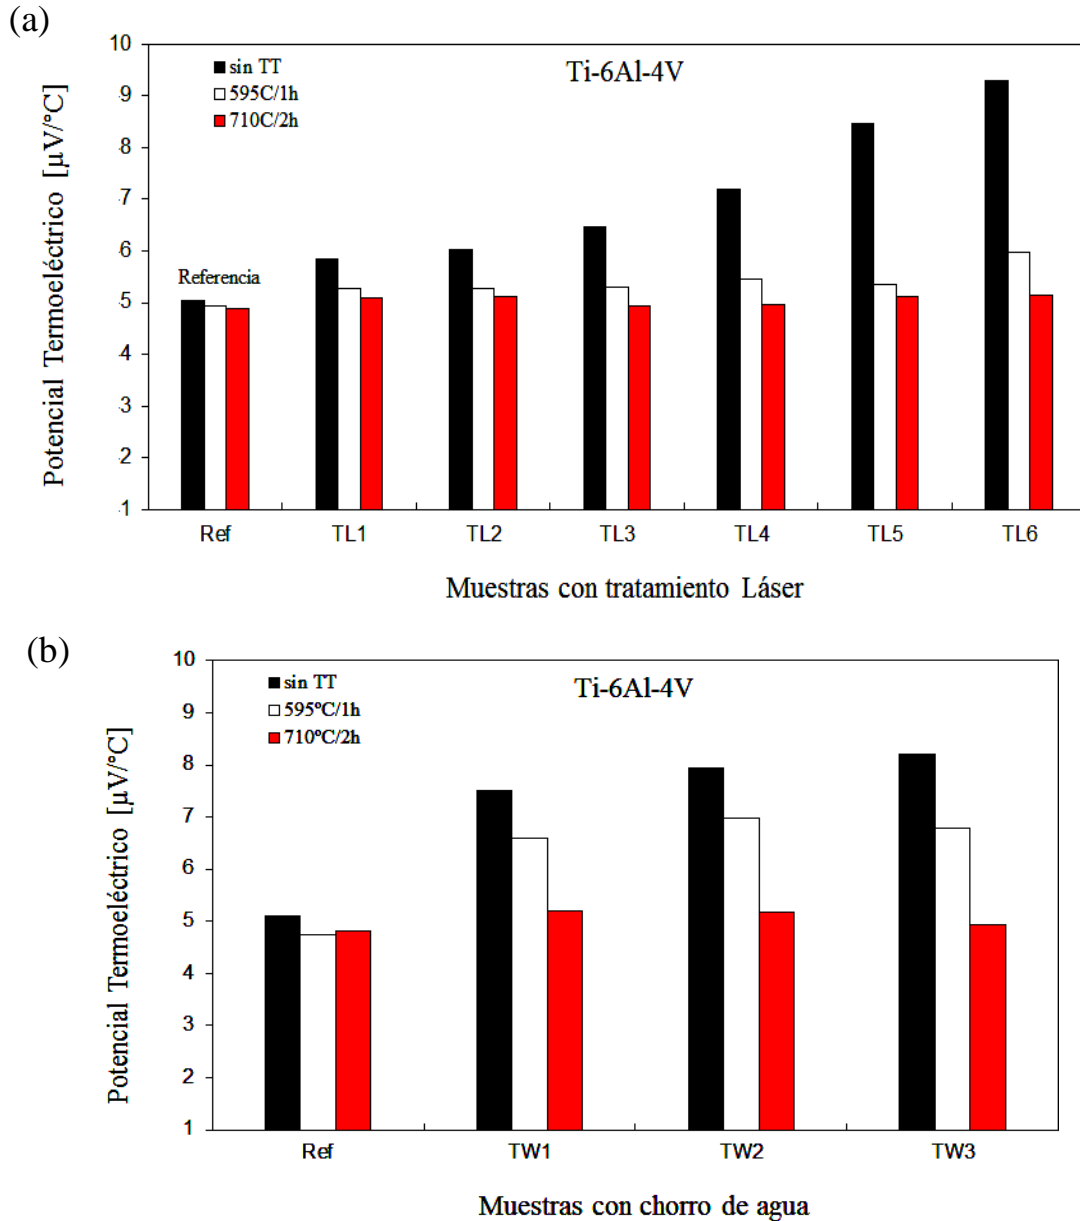 (a)
Potencial Termoeléctrico [µV/°C]
10
9
8
7
6
5
4
3
2
1
sin TT
595C/1h
710C/2h
Ti-6Al-4V
Referencia
Ref TL1 TL2 TL3 TL4 TL5 TL6
Muestras con tratamiento Láser
(b)
Potencial Termoeléctrico [µV/°C]
10
9
8
7
6
5
4
3
2
1
sin TT
595ºC/1h
710ºC/2h
Ti-6Al-4V
Ref TW1 TW2 TW3
Muestras con chorro de agua